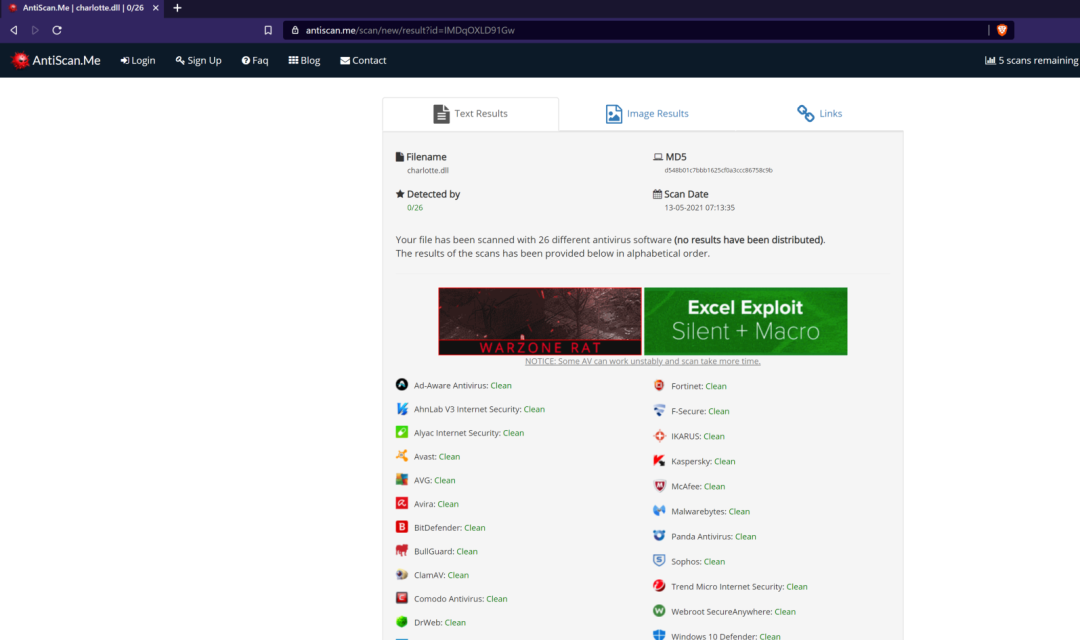 AntiScan.Me | charlotte.dll | 0/26
antiscan.me/scan/new/result?id=IMDqOXLD91Gw
AntiScan.Me
Login
Sign Up
Faq
Blog
Contact
5 scans remaining
Text Results
Image Results
Links
Filename
charlotte.dll
MD5
d548b01c7bbb1625cf0a3ccc86758c9b
Detected by
0/26
Scan Date
13-05-2021 07:13:35
Your file has been scanned with 26 different antivirus software (no results have been distributed).
The results of the scans has been provided below in alphabetical order.
WARZONE RAT
Excel Exploit
Silent + Macro
NOTICE: Some AV can work unstably and scan take more time.
Ad-Aware Antivirus: Clean
AhnLab V3 Internet Security: Clean
Alyac Internet Security: Clean
Avast: Clean
AVG: Clean
Avira: Clean
BitDefender: Clean
BullGuard: Clean
ClamAV: Clean
Comodo Antivirus: Clean
DrWeb: Clean
Fortinet: Clean
F-Secure: Clean
IKARUS: Clean
Kaspersky: Clean
McAfee: Clean
Malwarebytes: Clean
Panda Antivirus: Clean
Sophos: Clean
Trend Micro Internet Security: Clean
Webroot SecureAnywhere: Clean
Windows 10 Defender: Clean